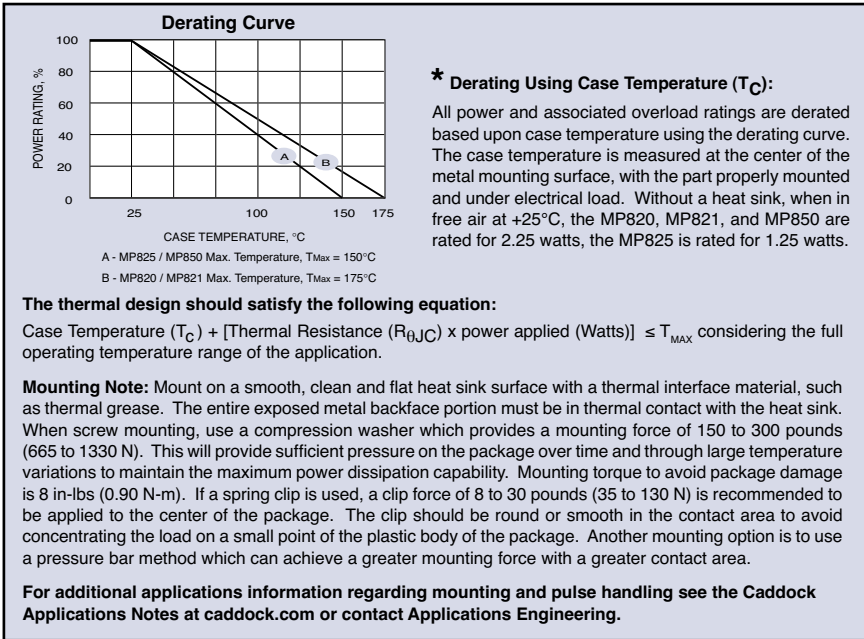 Derating Curve
100
80
60
40
20
0
POWER RATING, %
A
B
25
100
150
175
CASE TEMPERATURE, °C
A - MP825 / MP850 Max. Temperature, TMax = 150°C
B - MP820 / MP821 Max. Temperature, TMax = 175°C
* Derating Using Case Temperature (TC):
All power and associated overload ratings are derated
based upon case temperature using the derating curve.
The case temperature is measured at the center of the
metal mounting surface, with the part properly mounted
and under electrical load. Without a heat sink, when in
free air at +25°C, the MP820, MP821, and MP850 are
rated for 2.25 watts, the MP825 is rated for 1.25 watts.
The thermal design should satisfy the following equation:
Case Temperature (TC) + [Thermal Resistance (RθJC) x power applied (Watts)] ≤ TMAX considering the full
operating temperature range of the application.
Mounting Note: Mount on a smooth, clean and flat heat sink surface with a thermal interface material, such
as thermal grease. The entire exposed metal backface portion must be in thermal contact with the heat sink.
When screw mounting, use a compression washer which provides a mounting force of 150 to 300 pounds
(665 to 1330 N). This will provide sufficient pressure on the package over time and through large temperature
variations to maintain the maximum power dissipation capability. Mounting torque to avoid package damage
is 8 in-lbs (0.90 N-m). If a spring clip is used, a clip force of 8 to 30 pounds (35 to 130 N) is recommended to
be applied to the center of the package. The clip should be round or smooth in the contact area to avoid
concentrating the load on a small point of the plastic body of the package. Another mounting option is to use
a pressure bar method which can achieve a greater mounting force with a greater contact area.
For additional applications information regarding mounting and pulse handling see the Caddock
Applications Notes at caddock.com or contact Applications Engineering.